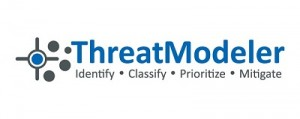 ThreatModeler
Identify • Classify • Prioritize • Mitigate